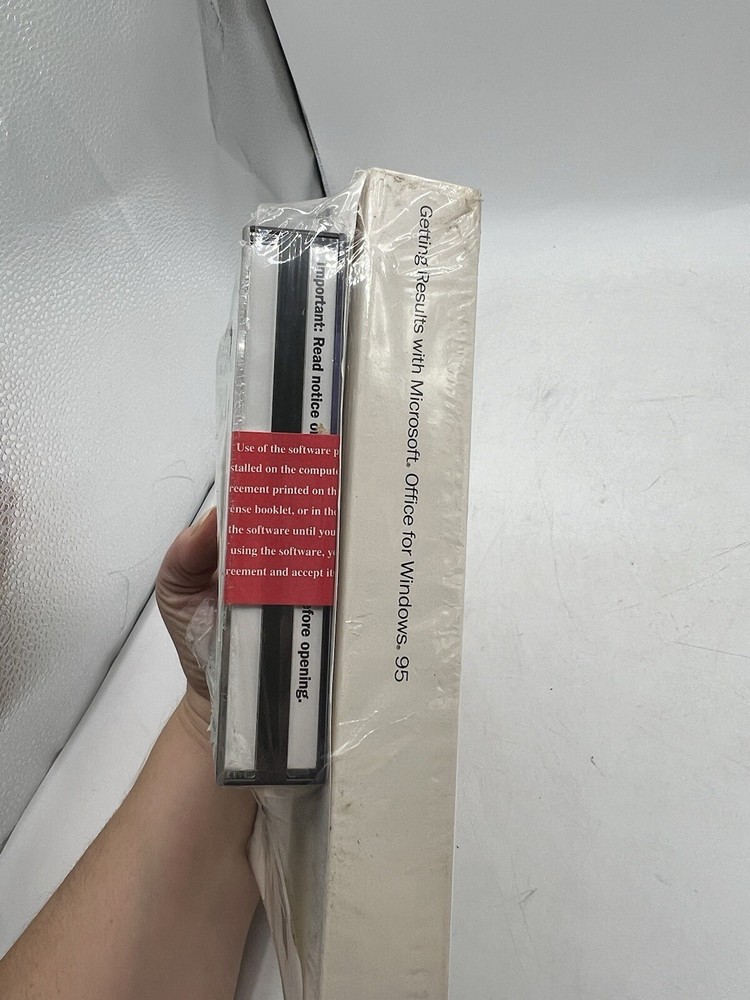 Getting Results with Microsoft® Office for Windows® 95
Important: Read notice
efore opening.
Use of the software p
stalled on the compute
reement printed on th
ense booklet, or in the
the software until you
using the software, y
reement and accept it